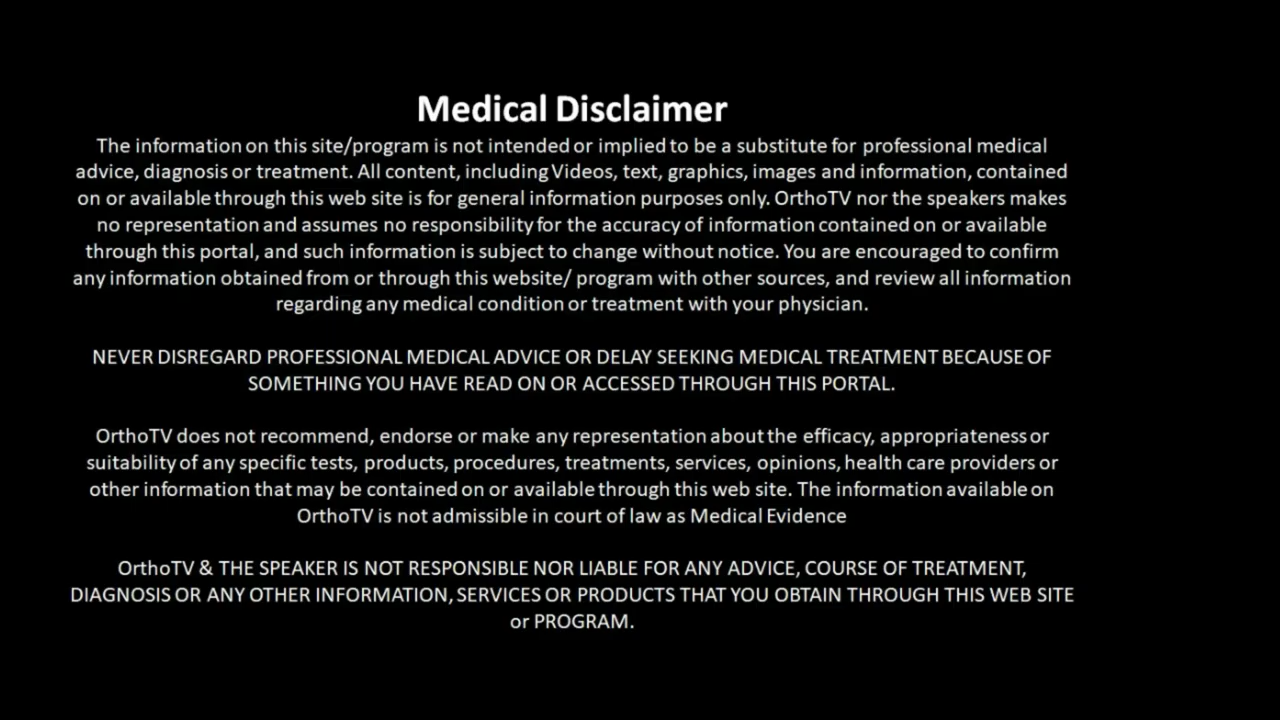 Medical Disclaimer
The information on this site/program is not intended or implied to be a substitute for professional medical
advice, diagnosis or treatment. All content, including Videos, text, graphics, images and information, contained
on or available through this web site is for general information purposes only. OrthoTV nor the speakers makes
no representation and assumes no responsibility for the accuracy of information contained on or available
through this portal, and such information is subject to change without notice. You are encouraged to confirm
any information obtained from or through this website/ program with other sources, and review all information
regarding any medical condition or treatment with your physician.
NEVER DISREGARD PROFESSIONAL MEDICAL ADVICE OR DELAY SEEKING MEDICAL TREATMENT BECAUSE OF
SOMETHING YOU HAVE READ ON OR ACCESSED THROUGH THIS PORTAL.
OrthoTV does not recommend, endorse or make any representation about the efficacy, appropriateness or
suitability of any specific tests, products, procedures, treatments, services, opinions, health care providers or
other information that may be contained on or available through this web site. The information available on
OrthoTV is not admissible in court of law as Medical Evidence
OrthoTV & THE SPEAKER IS NOT RESPONSIBLE NOR LIABLE FOR ANY ADVICE, COURSE OF TREATMENT,
DIAGNOSIS OR ANY OTHER INFORMATION, SERVICES OR PRODUCTS THAT YOU OBTAIN THROUGH THIS WEB SITE
or PROGRAM.